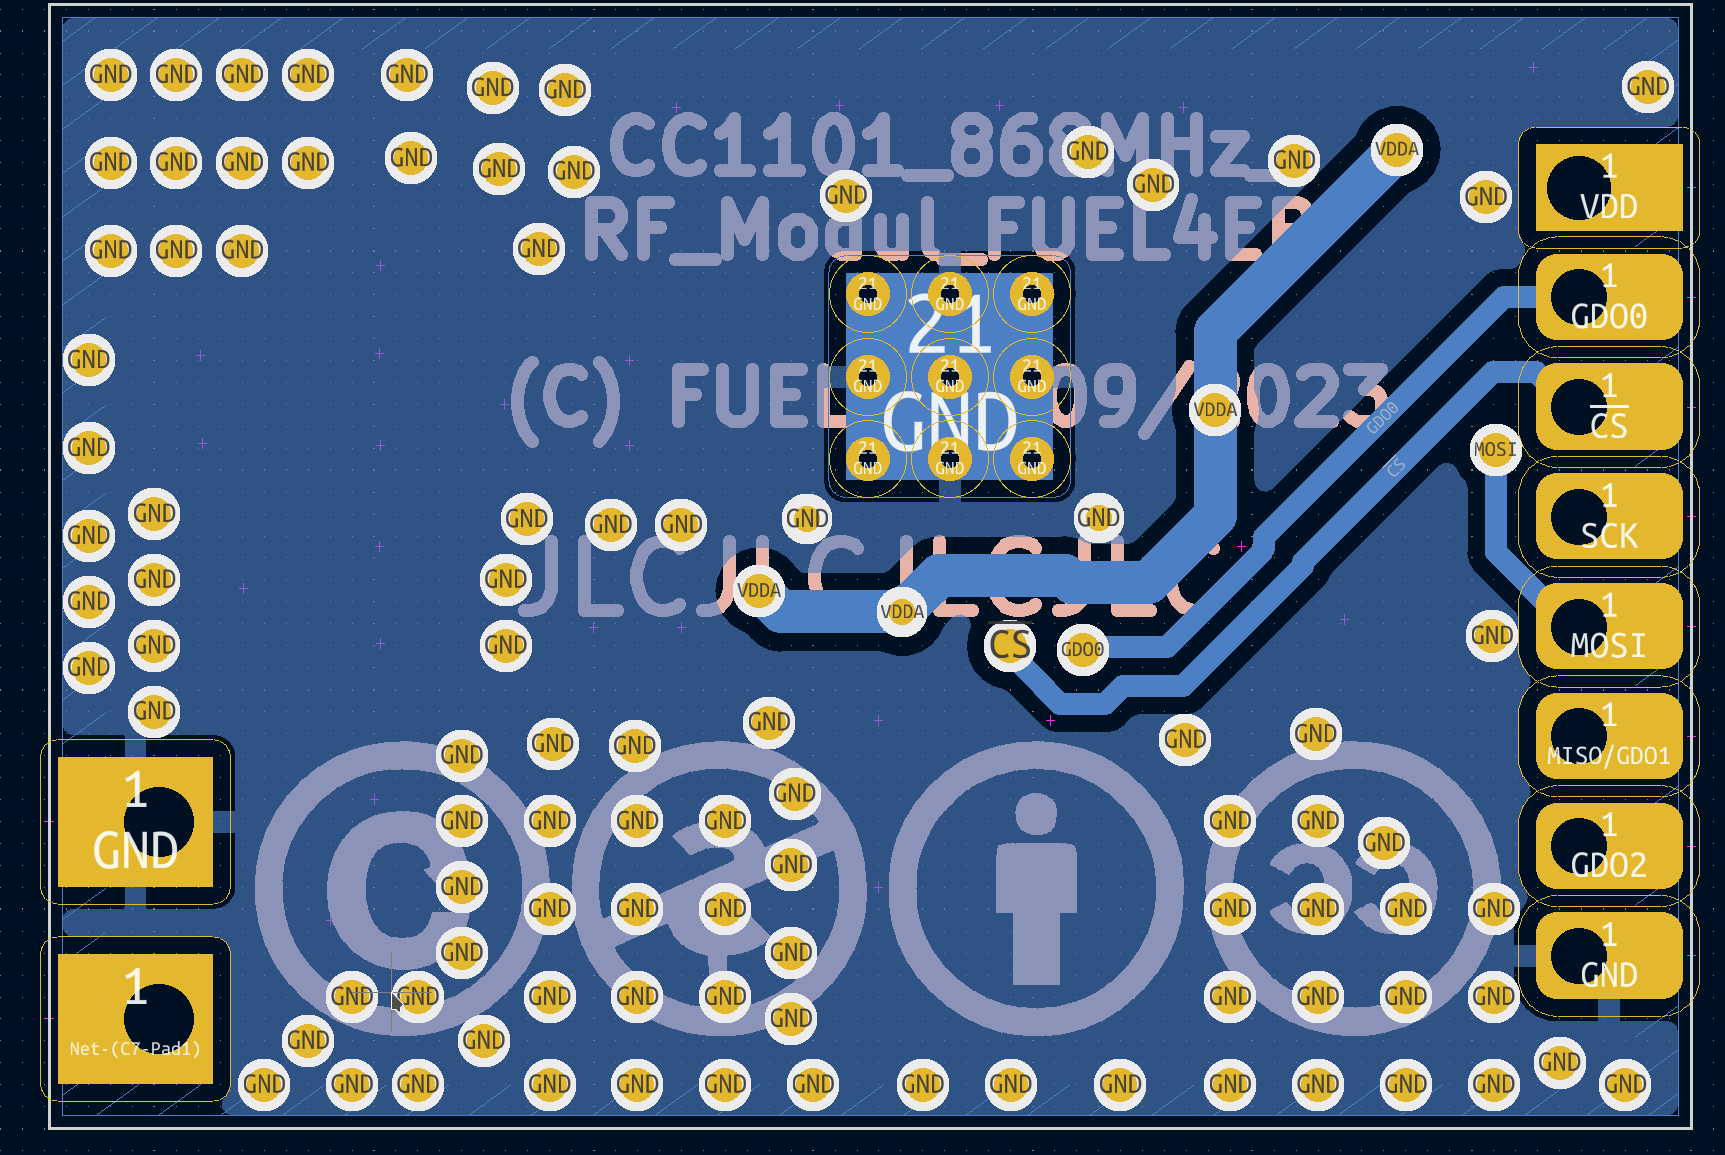 GND GND GND GND GND GND GND GND
CC1101_868MHz_
GND GND GND GND GND GND GND GND GND GND VDDA
1
VDD
GND GND
RF_Modul_FUEL4EP
GND GND GND GND
1
GDO0
21 21 21
GND GND GND
21
GND
21 21 21
GND GND GND
GND
(C) FUEL 09/2023
VDDA
GDO0
1
CS
GND
MOSI
CS
21 21 21
GND GND GND
GND GND GND GND GND GND GND
1
SCK
JLCJLCJLCJLC
GND GND GND VDDA
GND VDDA
1
MOSI
GND GND CS GDO0 GND
GND
GND GND
1
MISO/GDO1
GND GND GND GND GND
1
GND
GND
GND GND GND GND GND GND
1
GDO2
GND GND
C
GND
GND GND GND GND GND GND GND
1
GND
GND GND
1
Net-(C7-Pad1)
GND GND GND GND GND GND GND GND GND
GND GND GND
GND
GND GND GND GND GND GND GND GND GND GND GND GND GND GND GND